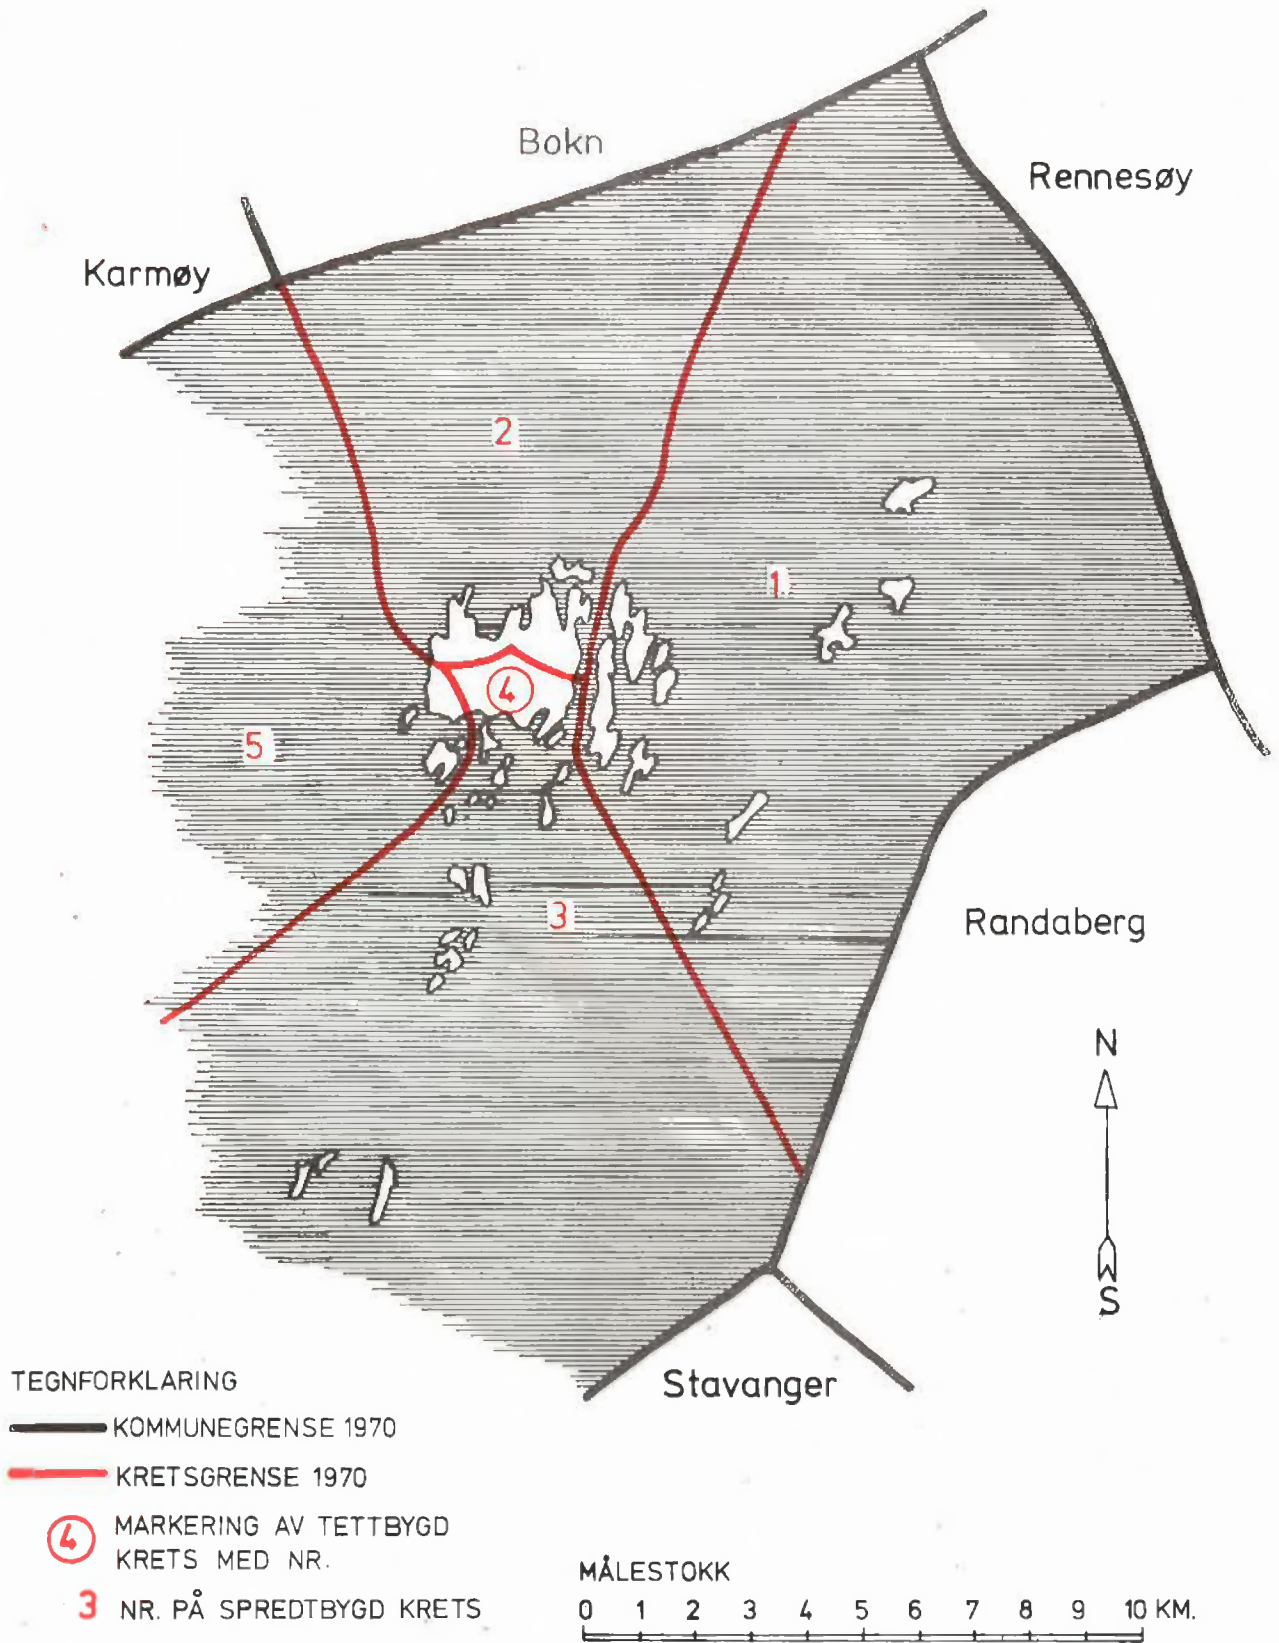 Bokn
Rennesøy
Karmøy
2
1
4
5
3
Randaberg
N
S
Stavanger
TEGNFORKLARING
KOMMUNEGRENSE 1970
KRETSGRENSE 1970
4 MARKERING AV TETTBYGD
KRETS MED NR.
3 NR. PÅ SPREDTBYGD KRETS
MÅLESTOKK
0 1 2 3 4 5 6 7 8 9 10 KM.